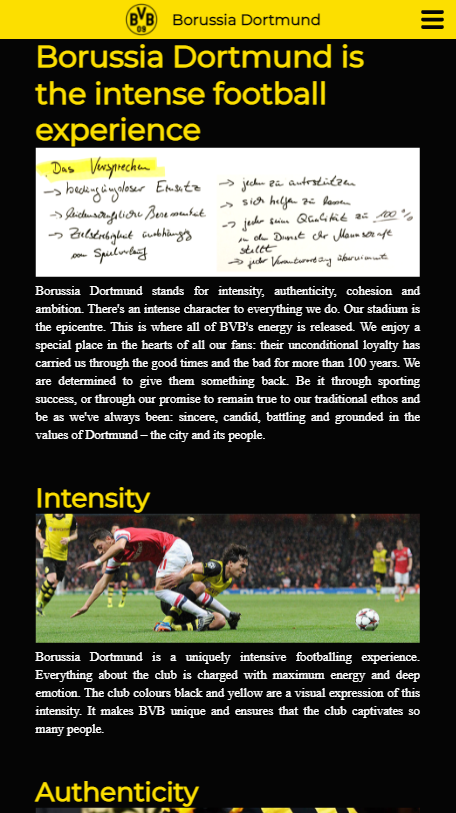 BVB
09
Borussia Dortmund
Borussia Dortmund is
the intense football
experience
Das Versprechen
→ bedingungsloser Einsatz
→ leidenschaftliche Besessenheit
→ Zielstrebigkeit unabhängig
vom Spielverlauf
→ jeden zu unterstützen
→ sich helfen zu lassen
→ jeder seine Qualität zu 100 %
in den Dienst der Mannschaft
stellt
→ jeder Verantwortung übernimmt
Borussia Dortmund stands for intensity, authenticity, cohesion and
ambition. There's an intense character to everything we do. Our stadium is
the epicentre. This is where all of BVB's energy is released. We enjoy a
special place in the hearts of all our fans: their unconditional loyalty has
carried us through the good times and the bad for more than 100 years. We
are determined to give them something back. Be it through sporting
success, or through our promise to remain true to our traditional ethos and
be as we've always been: sincere, candid, battling and grounded in the
values of Dortmund – the city and its people.
Intensity
Borussia Dortmund is a uniquely intensive footballing experience.
Everything about the club is charged with maximum energy and deep
emotion. The club colours black and yellow are a visual expression of this
intensity. It makes BVB unique and ensures that the club captivates so
many people.
Authenticity